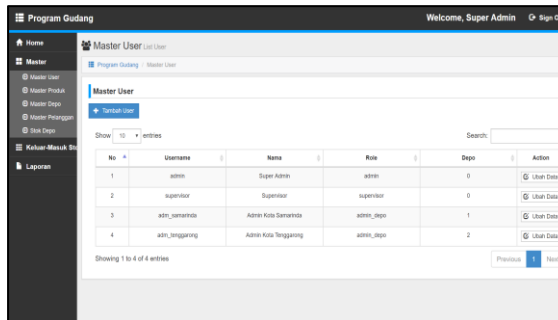 Program Gudang
Welcome, Super Admin Sign O
Home
Master
Master User
Master Produk
Master Depo
Master Pelanggan
Stok Depo
Keluar-Masuk Sto
Laporan
Master User List User
Program Gudang / Master User
Master User
Tambah User
Show 10 entries Search:
No Username Nama Role Depo Action
1 admin Super Admin admin 0 Ubah Data
2 supervisor Supervisor supervisor 0 Ubah Data
3 adm_samarinda Admin Kota Samarinda admin_depo 1 Ubah Data
4 adm_tenggarong Admin Kota Tenggarong admin_depo 2 Ubah Data
Showing 1 to 4 of 4 entries Previous 1 Nex